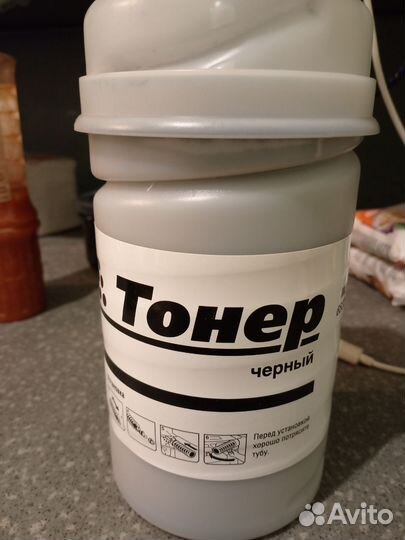 Тонер
черный
Перед установкой
хорошо потрясите
тубу.
Avito